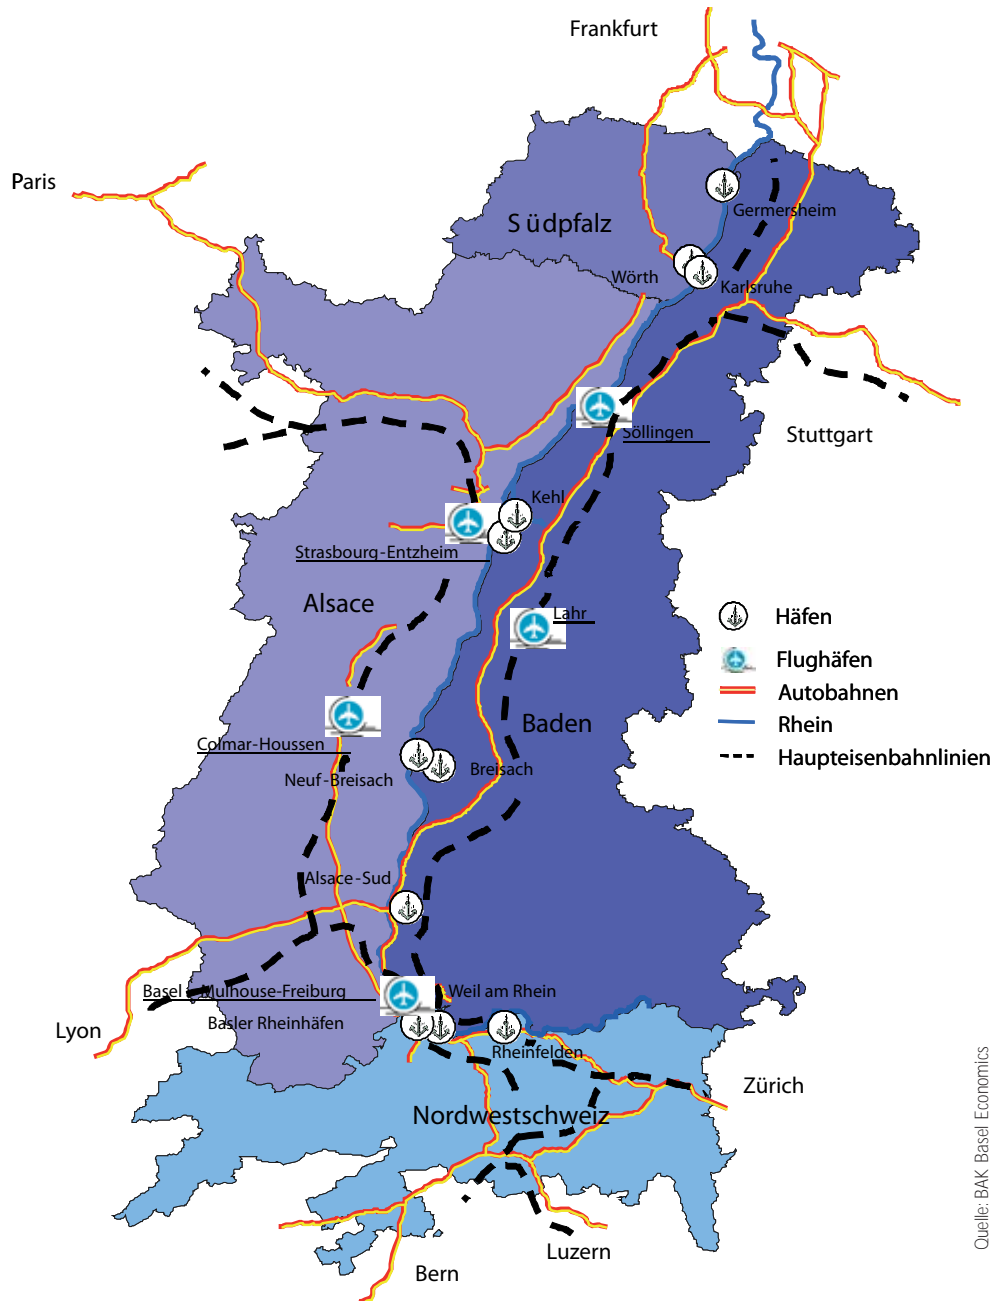 Frankfurt
Paris
Germersheim
Südpfalz
Wörth
Karlsruhe
Söllingen
Stuttgart
Kehl
Strasbourg-Entzheim
Alsace
Lahr
Häfen
Flughäfen
Autobahnen
Rhein
Haupteisenbahnlinien
Baden
Colmar-Houssen
Neuf-Breisach
Breisach
Alsace-Sud
Basel - Mulhouse-Freiburg
Weil am Rhein
Basler Rheinhäfen
Lyon
Rheinfelden
Zürich
Nordwestschweiz
Luzern
Bern
Quelle: BAK Basel Economics